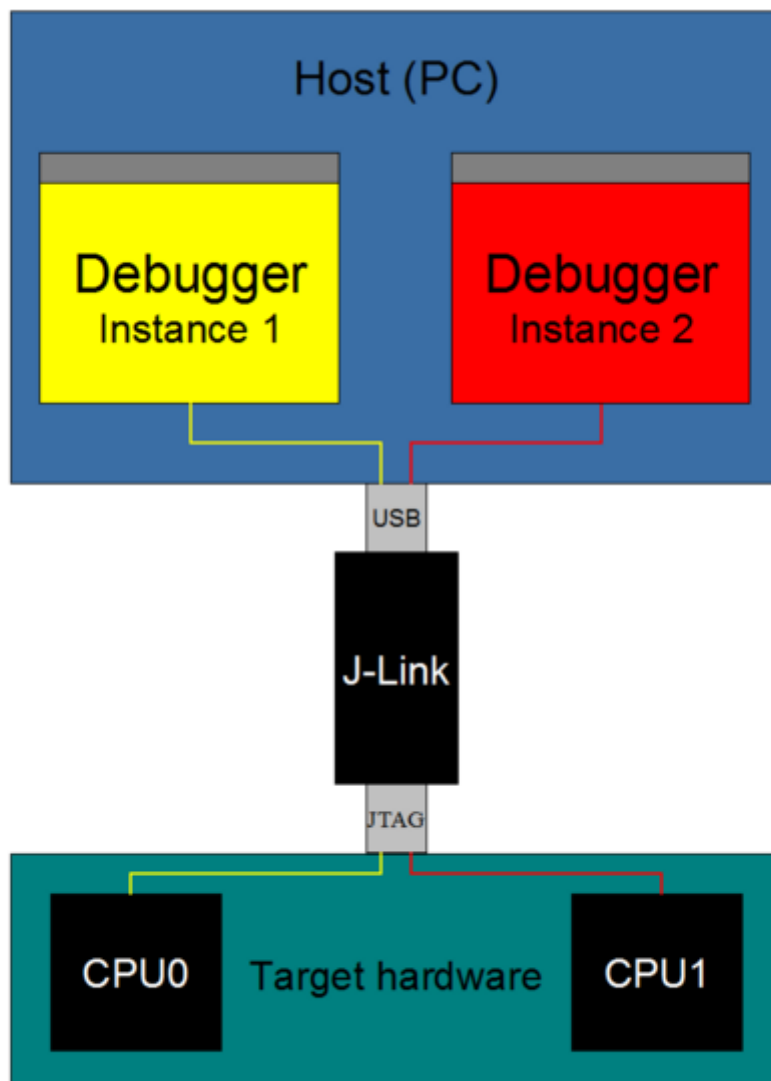 Host (PC)
Debugger
Instance 1
Debugger
Instance 2
USB
J-Link
JTAG
CPU0
Target hardware
CPU1